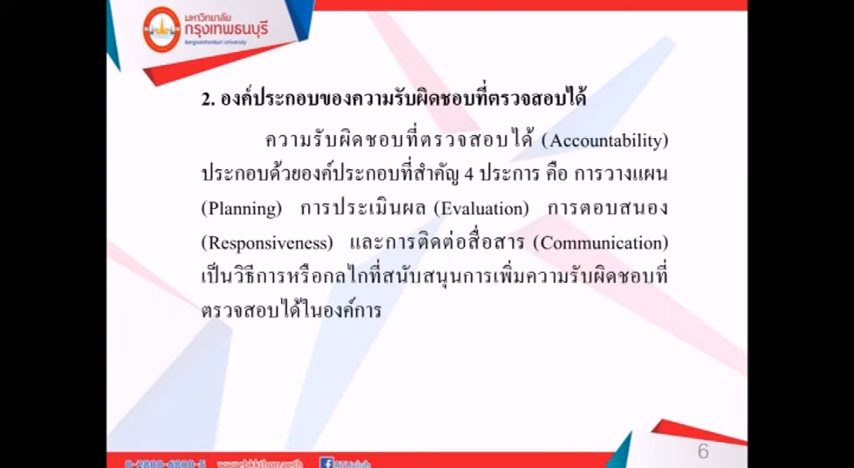 มหาวิทยาลัย
กรุงเทพธนบุรี
Bangkokthonburi University
2. องค์ประกอบของความรับผิดชอบที่ตรวจสอบได้
ความรับผิดชอบที่ตรวจสอบได้ (Accountability)
ประกอบด้วยองค์ประกอบที่สำคัญ 4 ประการ คือ การวางแผน
(Planning) การประเมินผล (Evaluation) การตอบสนอง
(Responsiveness) และการติดต่อสื่อสาร (Communication)
เป็นวิธีการหรือกลไกที่สนับสนุนการเพิ่มความรับผิดชอบที่
ตรวจสอบได้ในองค์การ
6